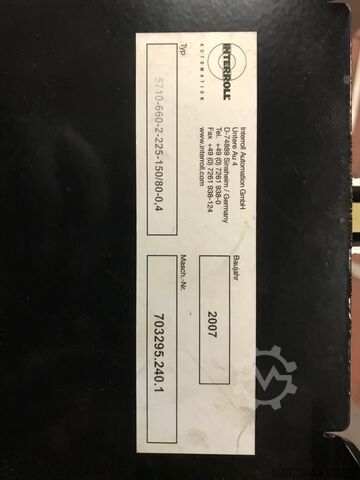 INTERROLL
AUTOMATION
Interroll Automation GmbH
Untere Au 4
D-74889 Sinsheim / Germany
Tel. +49 (0) 7261 938-0
Fax +49 (0) 7261 938-124
www.interroll.com
Typ
5710-660-2-225-150/80-0,4
Baujahr
2007
Masch.-Nr.
703295.240.1